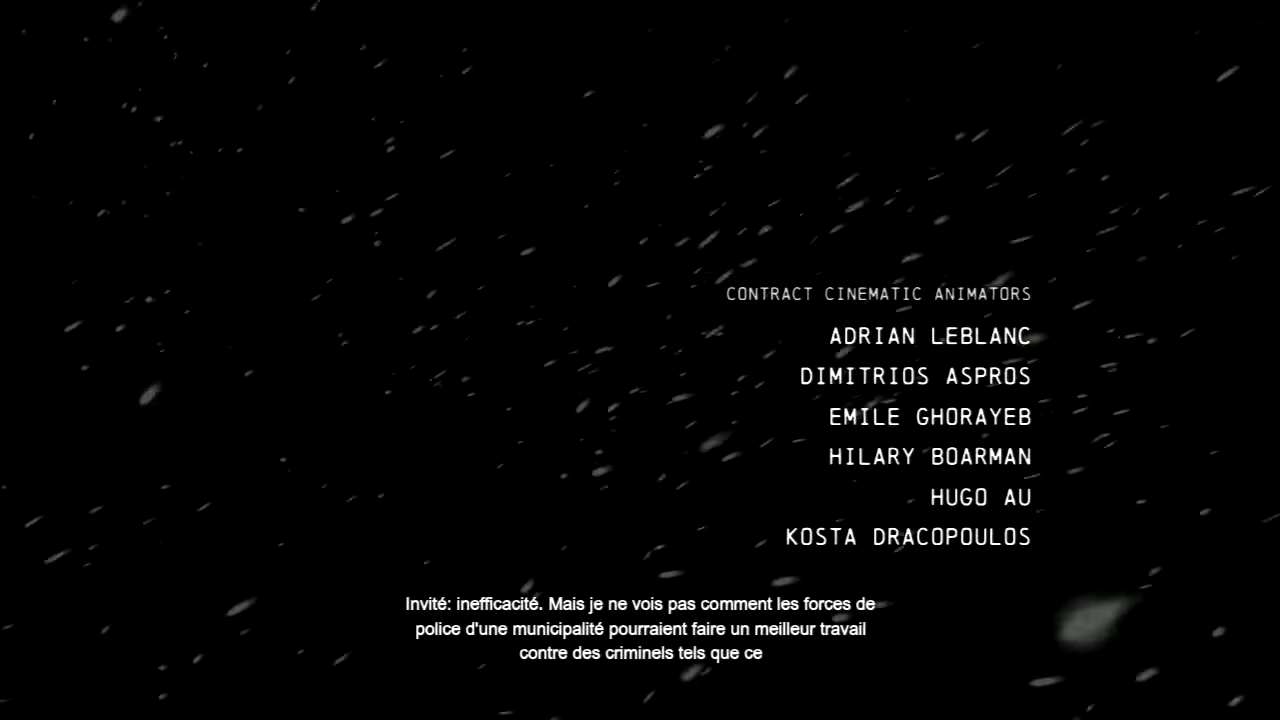 CONTRACT CINEMATIC ANIMATORS
ADRIAN LEBLANC
DIMITRIOS ASPROS
EMILE GHORAYEB
HILARY BOARMAN
HUGO AU
KOSTA DRACOPOULOS
Invité: inefficacité. Mais je ne vois pas comment les forces de
police d'une municipalité pourraient faire un meilleur travail
contre des criminels tels que ce